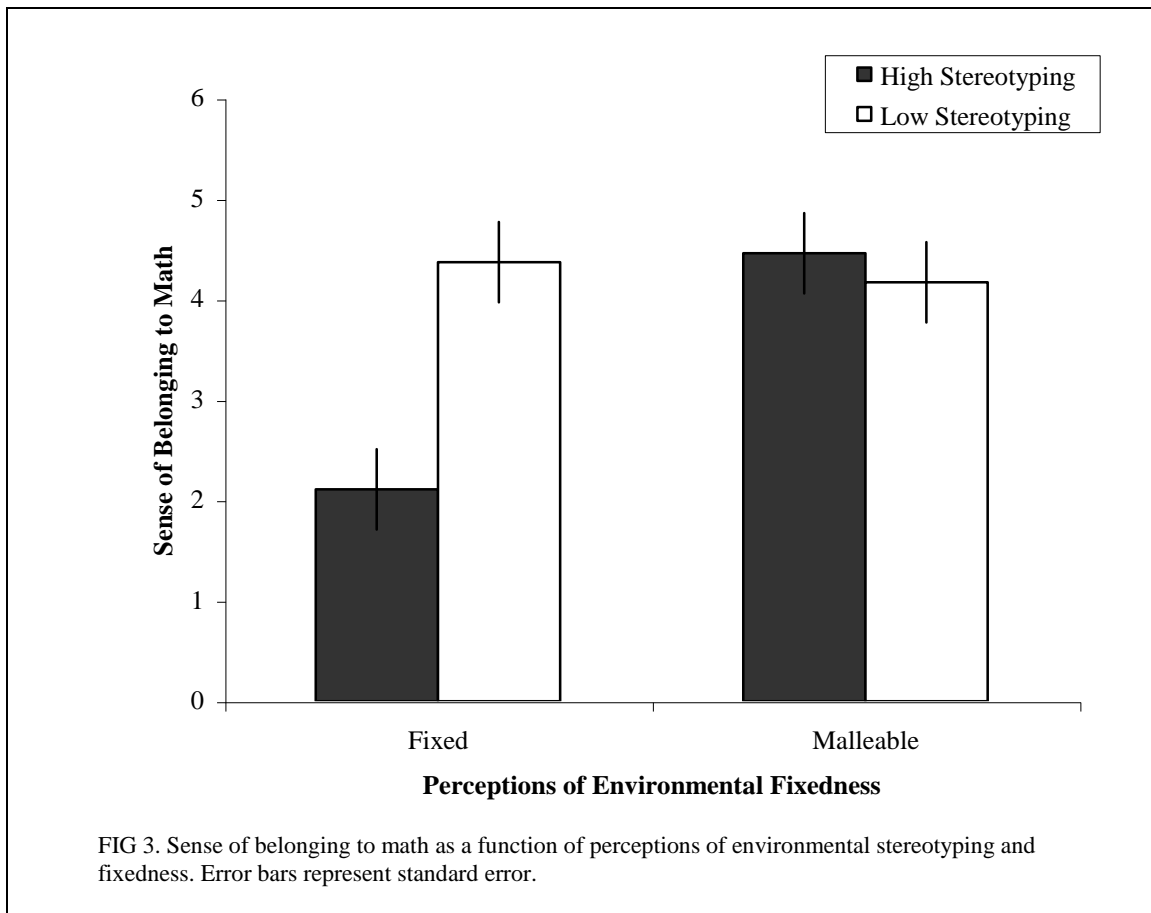 High Stereotyping
Low Stereotyping
6
5
4
3
2
1
0
Sense of Belonging to Math
Fixed
Malleable
Perceptions of Environmental Fixedness
FIG 3. Sense of belonging to math as a function of perceptions of environmental stereotyping and
fixedness. Error bars represent standard error.